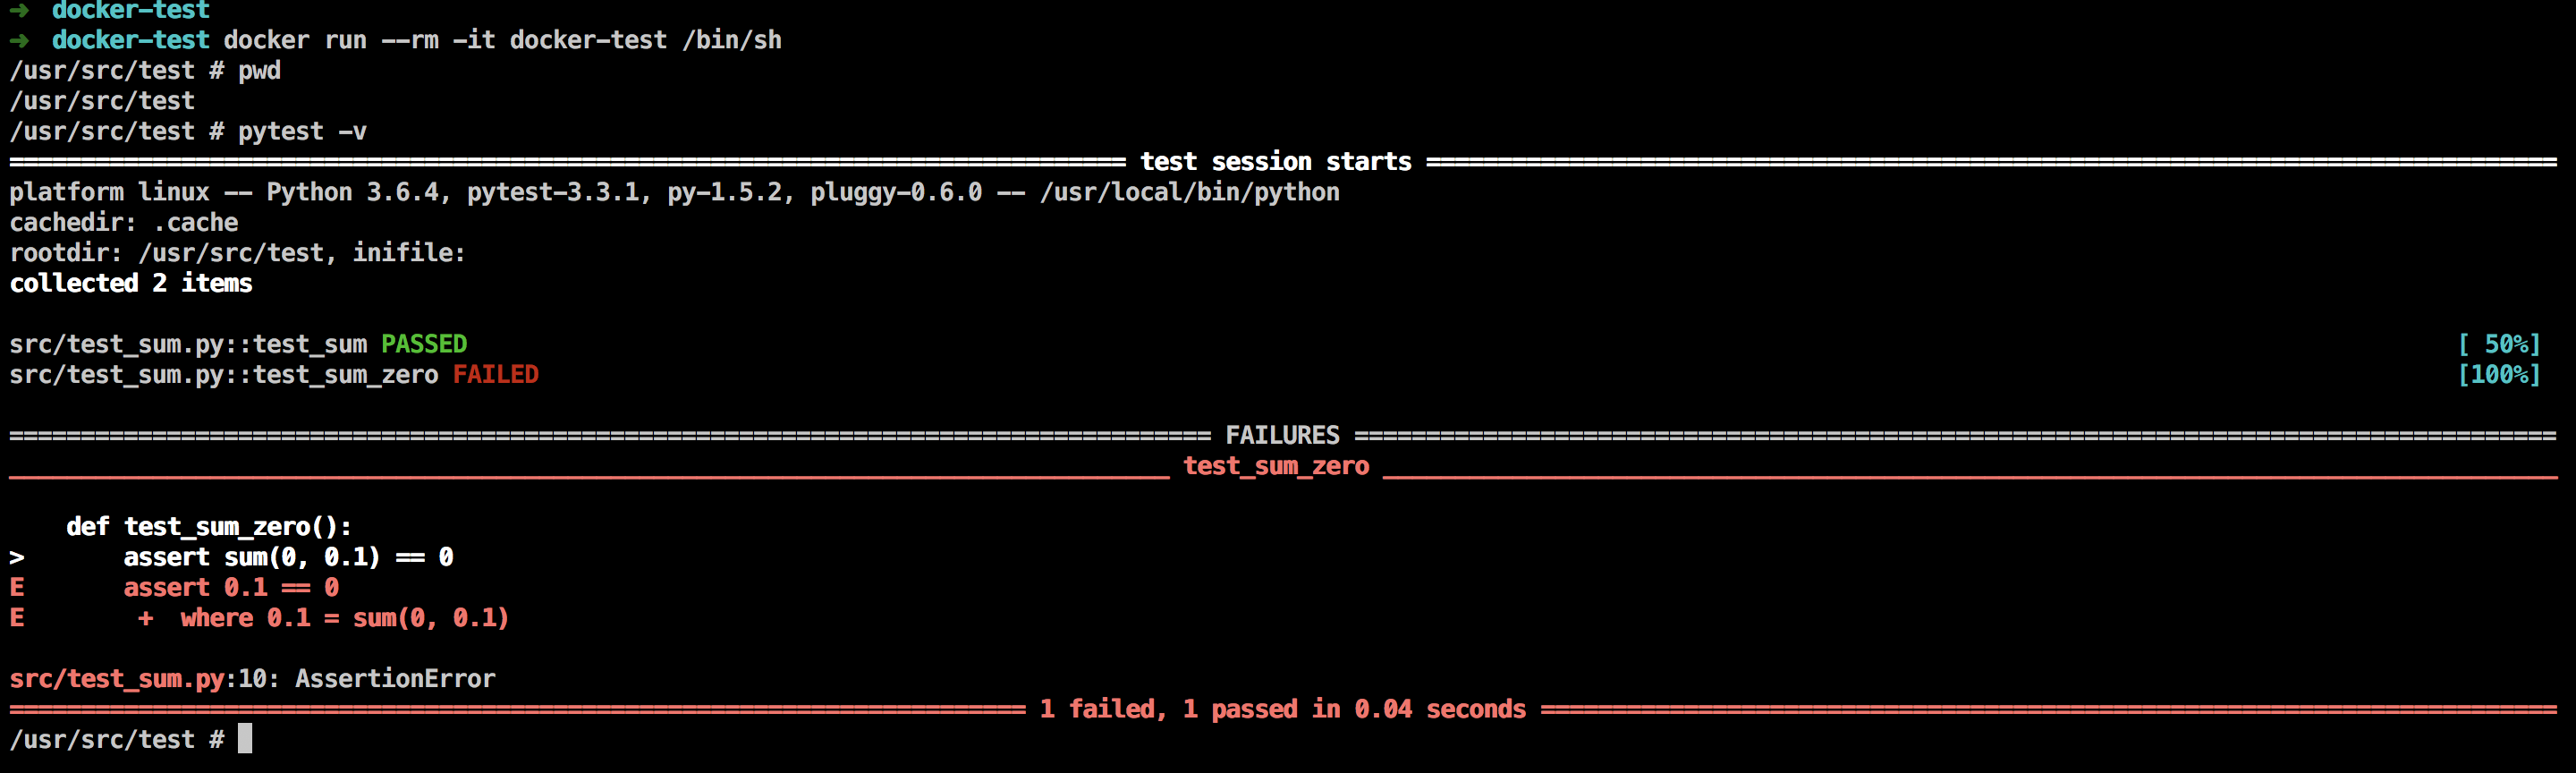 ➜  docker-test
➜  docker-test docker run --rm -it docker-test /bin/sh
/usr/src/test # pwd
/usr/src/test
/usr/src/test # pytest -v
============================================================================== test session starts ===============================================================================
platform linux -- Python 3.6.4, pytest-3.3.1, py-1.5.2, pluggy-0.6.0 -- /usr/local/bin/python
cachedir: .cache
rootdir: /usr/src/test, inifile:
collected 2 items

src/test_sum.py::test_sum PASSED [ 50%]
src/test_sum.py::test_sum_zero FAILED [100%]

==================================================================================== FAILURES ====================================================================================
_________________________________________________________________________________ test_sum_zero __________________________________________________________________________________

    def test_sum_zero():
>       assert sum(0, 0.1) == 0
E       assert 0.1 == 0
E        +  where 0.1 = sum(0, 0.1)

src/test_sum.py:10: AssertionError
======================================================================= 1 failed, 1 passed in 0.04 seconds =======================================================================
/usr/src/test #